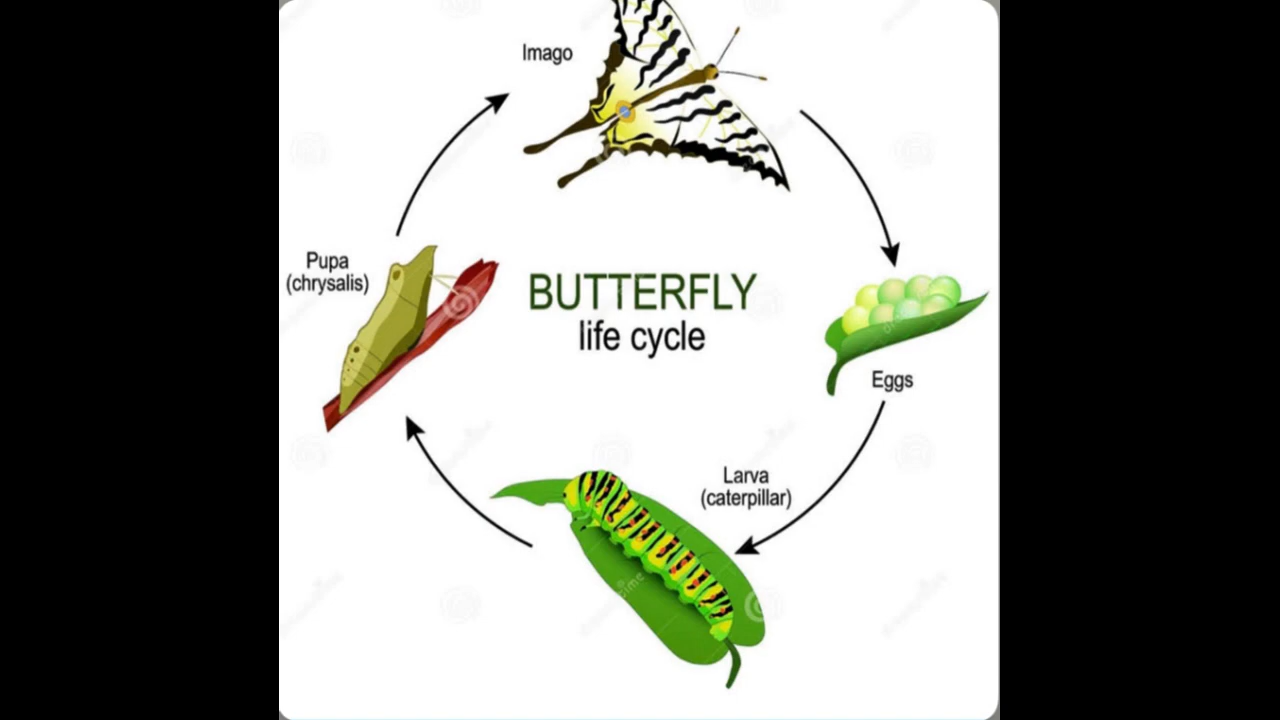 Imago
Pupa
(chrysalis)
BUTTERFLY
life cycle
Eggs
Larva
(caterpillar)